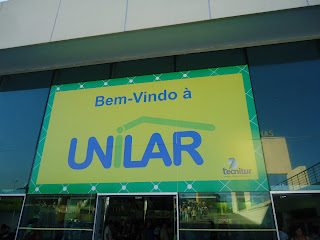 Bem-Vindo à
UNiLAR
tecnitur